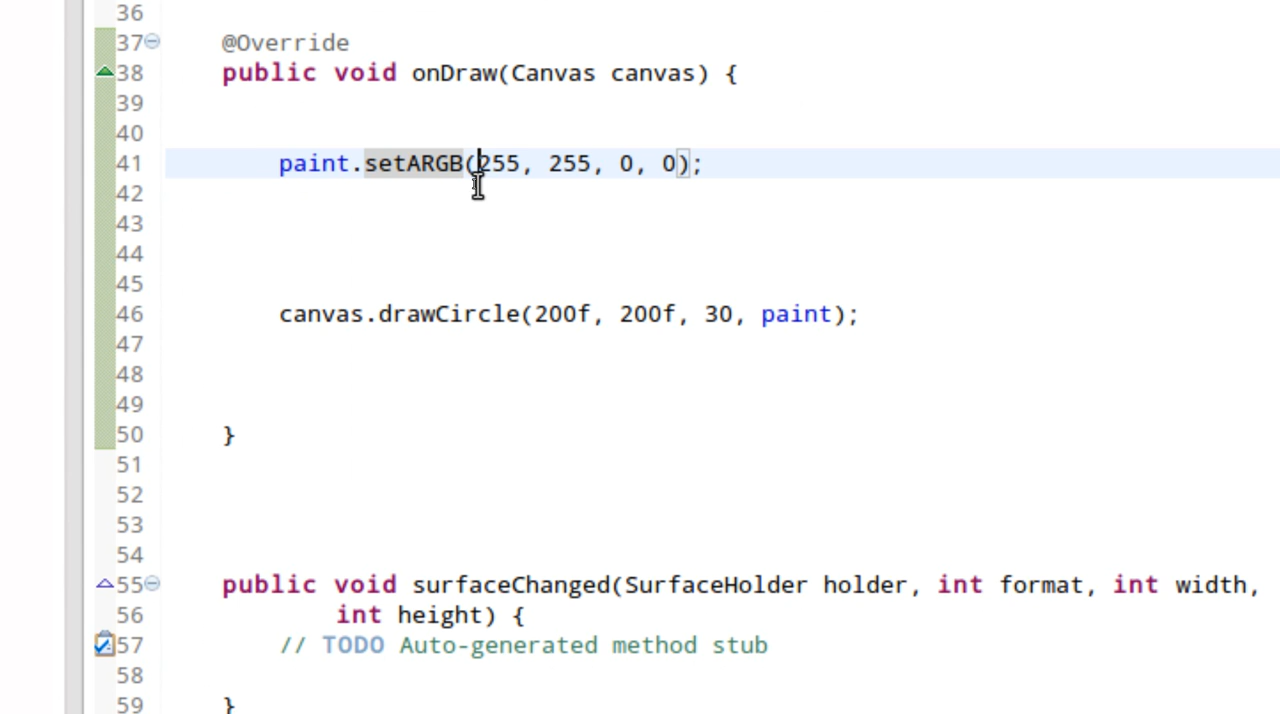 36
37 @Override
38 public void onDraw(Canvas canvas) {
39
40
41 paint.setARGB(255, 255, 0, 0);
42
43
44
45
46 canvas.drawCircle(200f, 200f, 30, paint);
47
48
49
50 }
51
52
53
54
55 public void surfaceChanged(SurfaceHolder holder, int format, int width,
56 int height) {
57 // TODO Auto-generated method stub
58
59 }